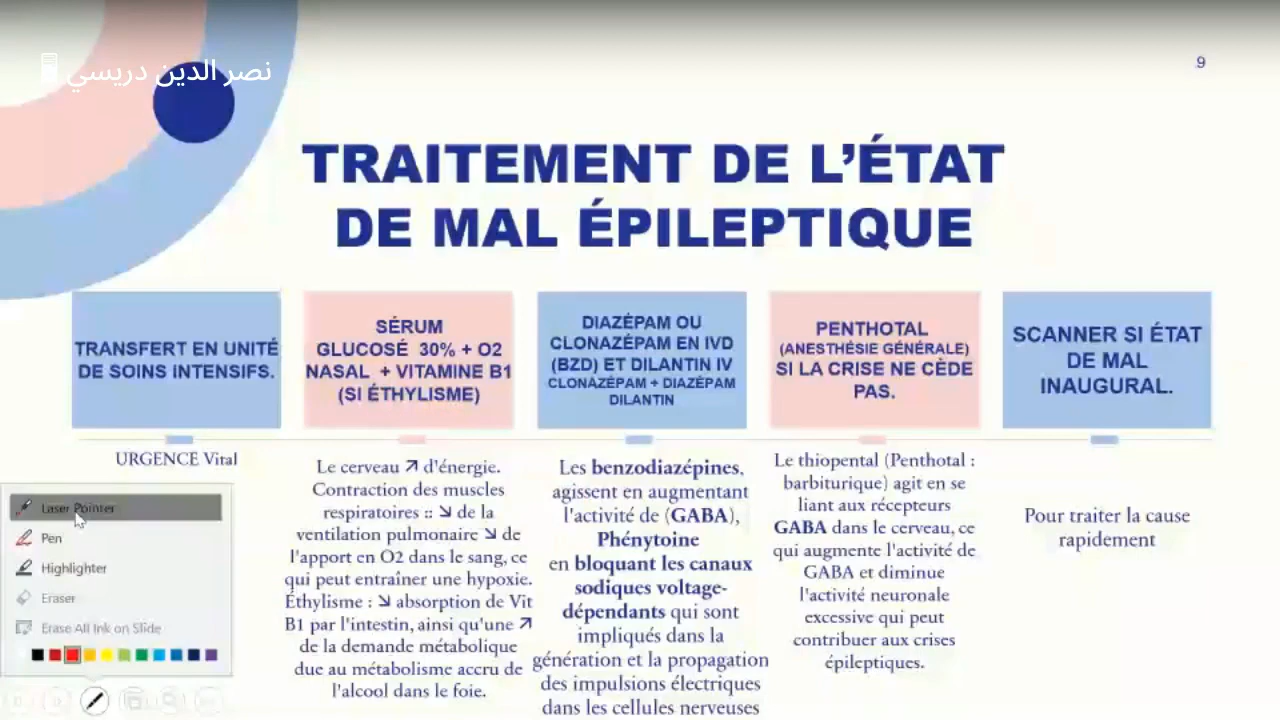 نصر الدين دريسي
9
TRAITEMENT DE L’ÉTAT
DE MAL ÉPILEPTIQUE
TRANSFERT EN UNITÉ
DE SOINS INTENSIFS.
URGENCE Vital
SÉRUM
GLUCOSÉ 30% + O2
NASAL + VITAMINE B1
(SI ÉTHYLISME)
Le cerveau ↗ d'énergie.
Contraction des muscles
respiratoires :: ↘ de la
ventilation pulmonaire ↘ de
l'apport en O2 dans le sang, ce
qui peut entraîner une hypoxie.
Éthylisme : ↘ absorption de Vit
B1 par l'intestin, ainsi qu'une ↗
de la demande métabolique
due au métabolisme accru de
l'alcool dans le foie.
DIAZÉPAM OU
CLONAZÉPAM EN IVD
(BZD) ET DILANTIN IV
CLONAZÉPAM + DIAZÉPAM
DILANTIN
Les benzodiazépines,
agissent en augmentant
l'activité de (GABA),
Phénytoine
en bloquant les canaux
sodiques voltage-
dépendants qui sont
impliqués dans la
génération et la propagation
des impulsions électriques
dans les cellules nerveuses
PENTHOTAL
(ANESTHÉSIE GÉNÉRALE)
SI LA CRISE NE CÈDE
PAS.
Le thiopental (Penthotal :
barbiturique) agit en se
liant aux récepteurs
GABA dans le cerveau, ce
qui augmente l'activité de
GABA et diminue
l'activité neuronale
excessive qui peut
contribuer aux crises
épileptiques.
SCANNER SI ÉTAT
DE MAL
INAUGURAL.
Pour traiter la cause
rapidement
Laser Pointer
Pen
Highlighter
Eraser
Erase All Ink on Slide